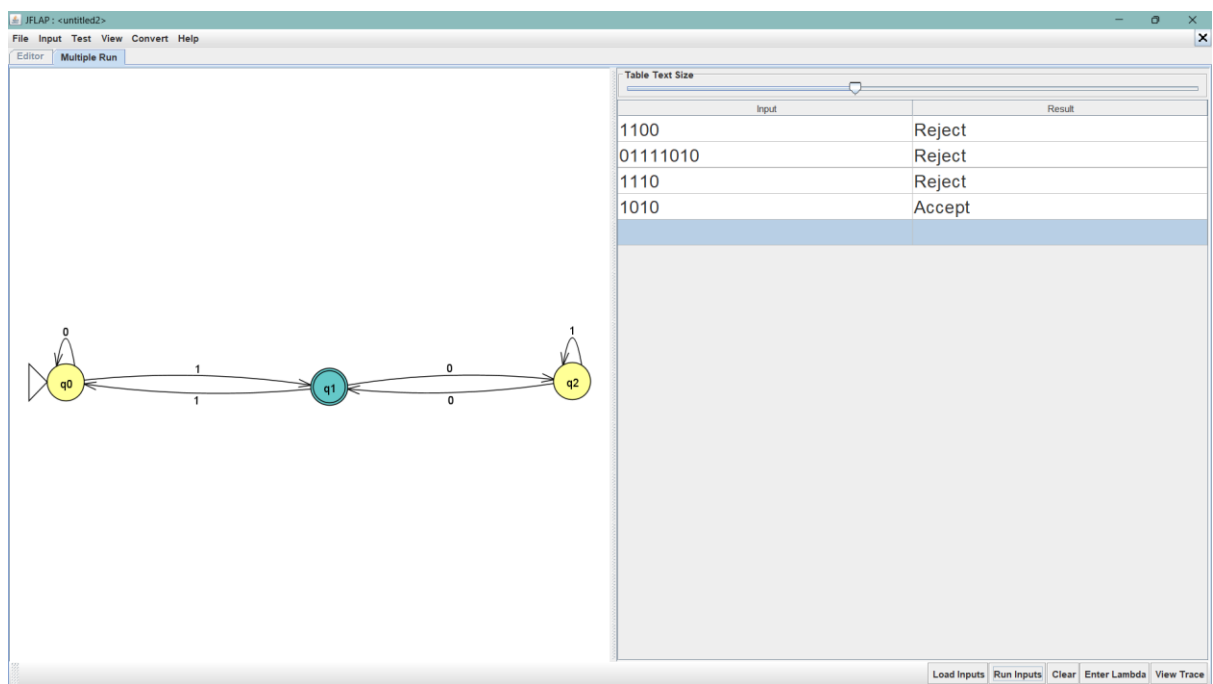 JFLAP : <untitled2>
File Input Test View Convert Help
Editor Multiple Run
Table Text Size
Input Result
1100 Reject
01111010 Reject
1110 Reject
1010 Accept
0 1
1 0
q0 q1 q2
1 0
Load Inputs Run Inputs Clear Enter Lambda View Trace